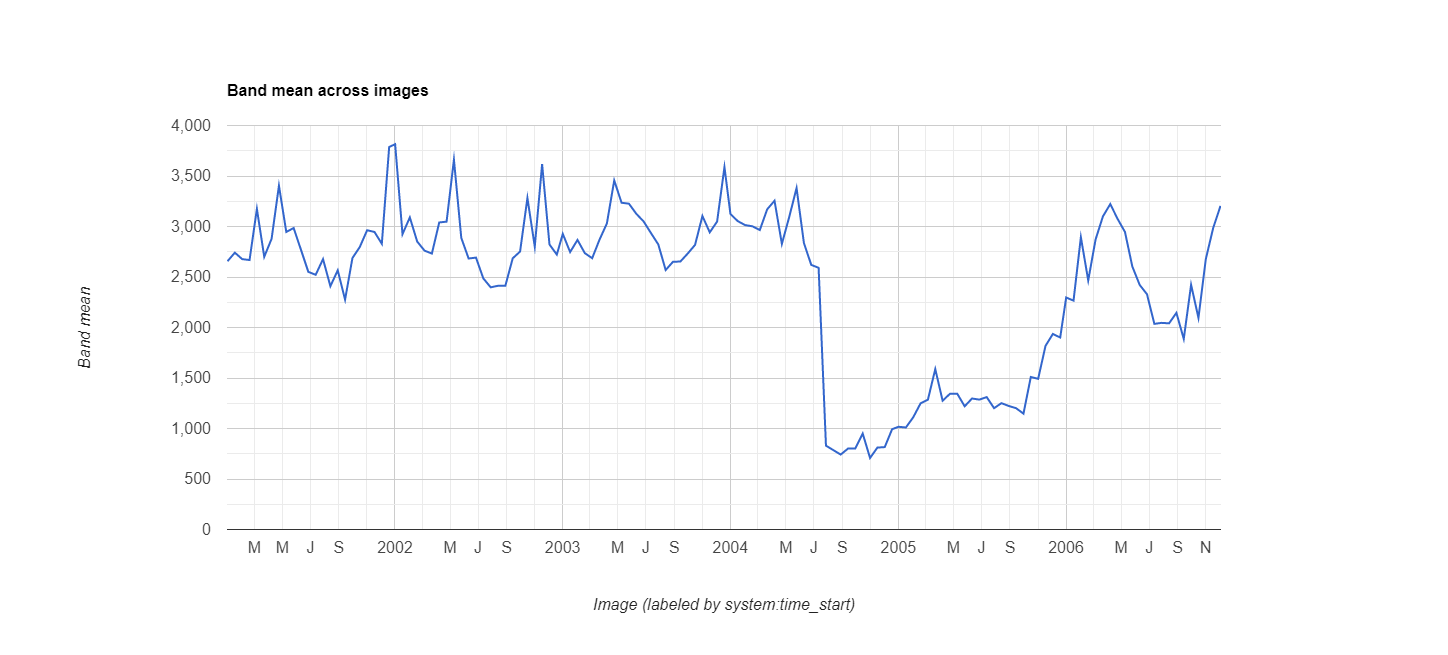 Band mean across images
4,000
3,500
3,000
2,500
2,000
1,500
1,000
500
0
Band mean
M M J S 2002 M J S 2003 M J S 2004 M J S 2005 M J S 2006 M J S N
Image (labeled by system:time_start)